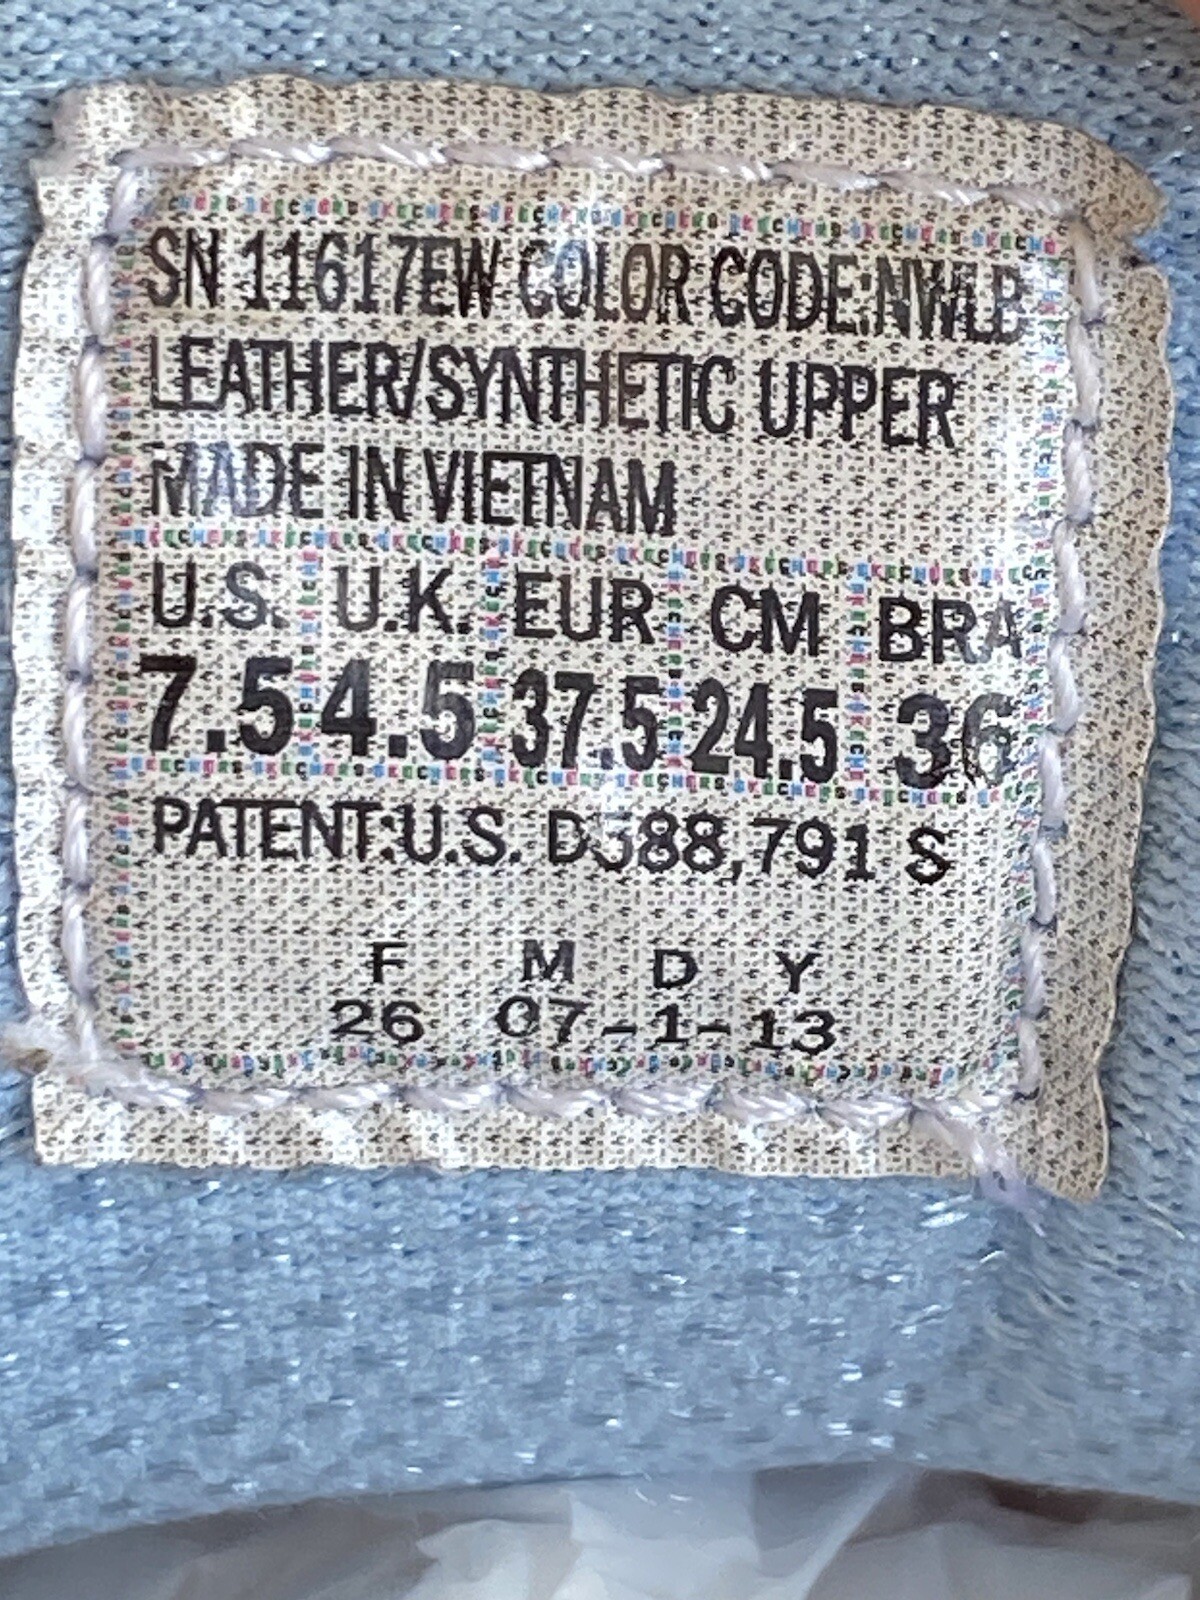 SN 11617EW COLOR CODE:NWLB
LEATHER/SYNTHETIC UPPER
MADE IN VIETNAM
U.S. U.K. EUR CM BRA
7.5 4.5 37.5 24.5 36
PATENT:U.S. D588,791 S
F M D Y
26 07-1-13